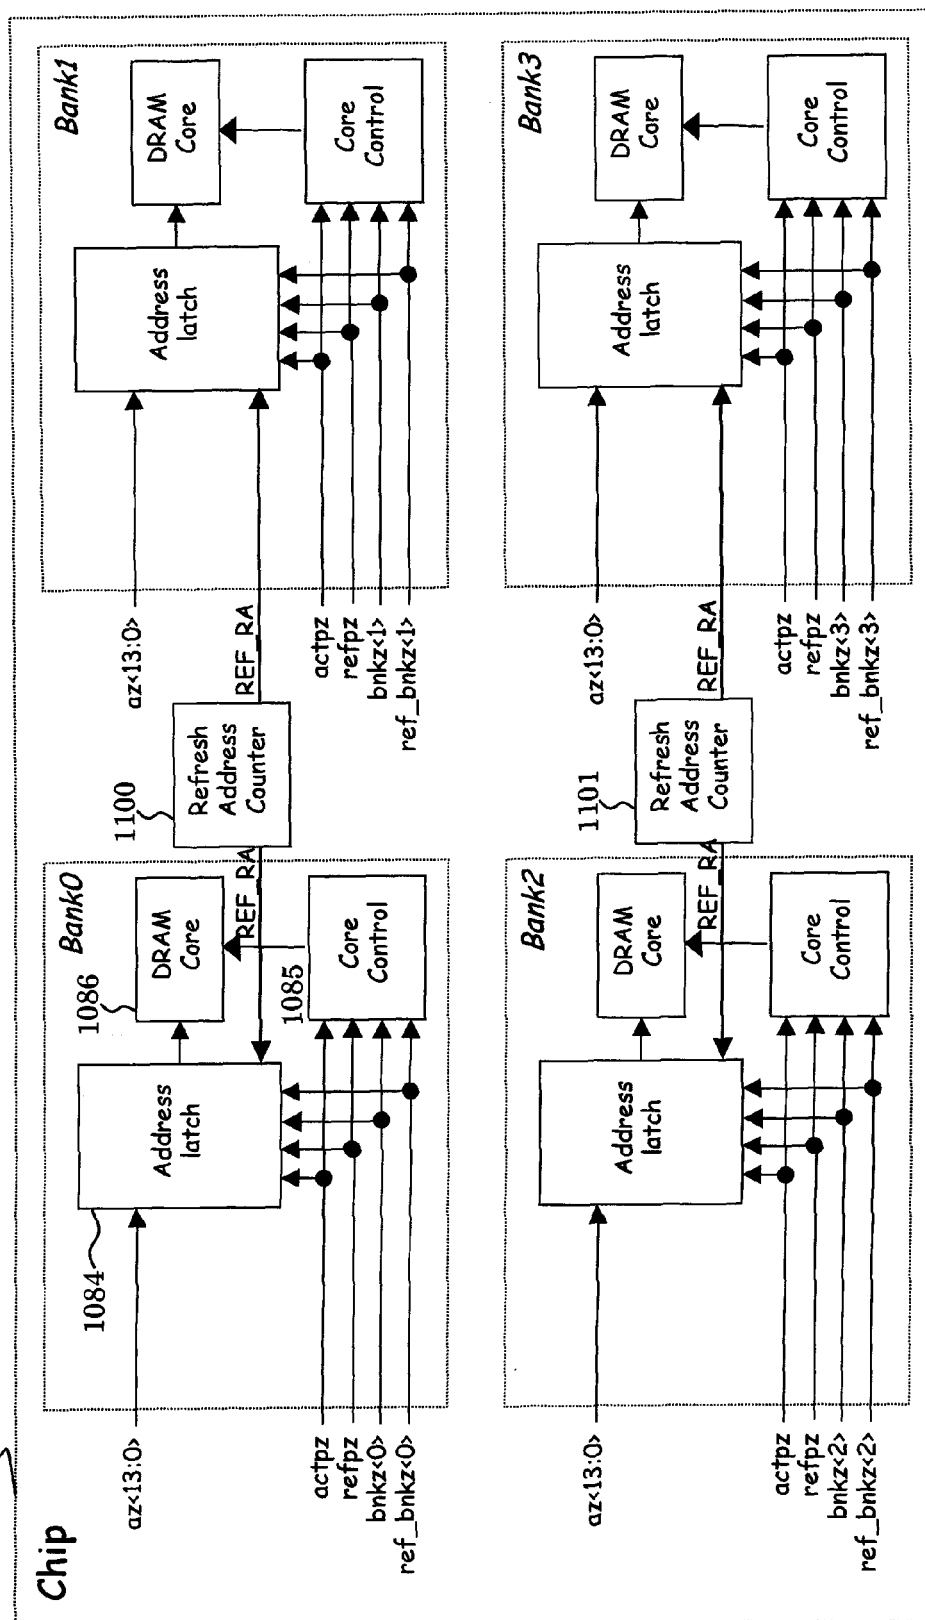 Chip
Bank0
1084
Address
latch
1086
DRAM
Core
1085
Core
Control
az<13:0>
actpz
refpz
bnkz<0>
ref_bnkz<0>
REF_RA
1100
Refresh
Address
Counter
REF_RA
Bank1
Address
latch
DRAM
Core
Core
Control
az<13:0>
actpz
refpz
bnkz<1>
ref_bnkz<1>
Bank2
Address
latch
DRAM
Core
Core
Control
az<13:0>
actpz
refpz
bnkz<2>
ref_bnkz<2>
REF_RA
1101
Refresh
Address
Counter
REF_RA
Bank3
Address
latch
DRAM
Core
Core
Control
az<13:0>
actpz
refpz
bnkz<3>
ref_bnkz<3>